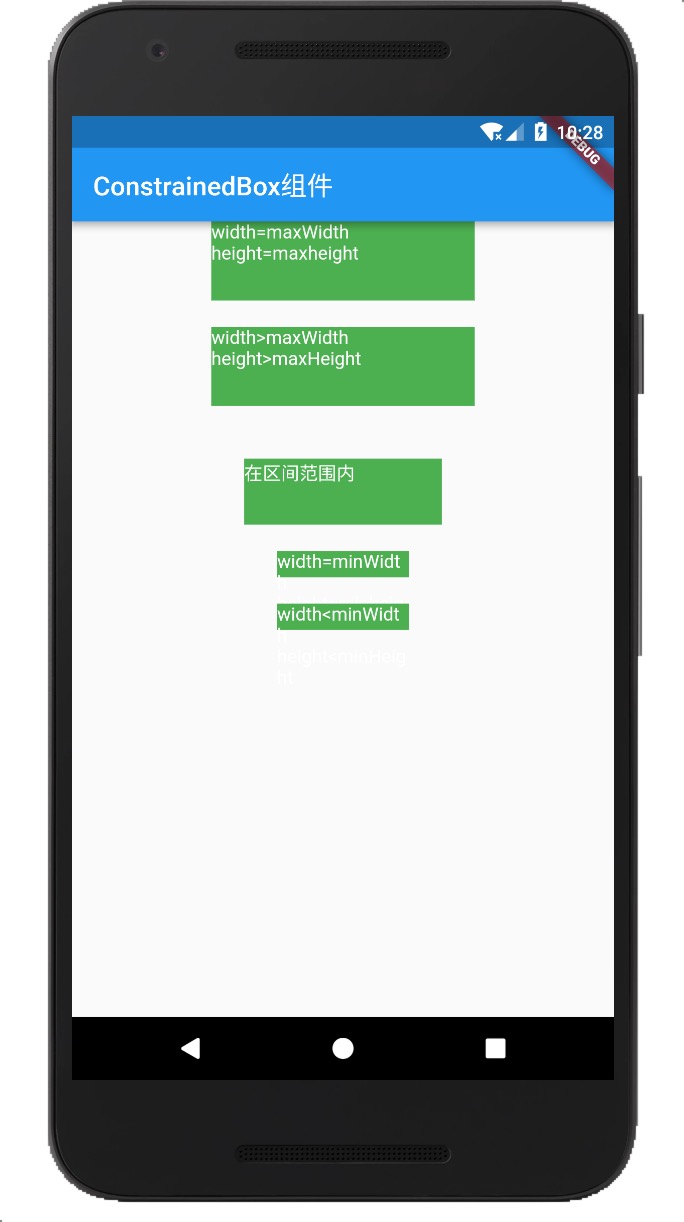 10:28
DEBUG
ConstrainedBox组件
width=maxWidth
height=maxheight
width>maxWidth
height>maxHeight
在区间范围内
width=minWidt
h
width<minWidt
h
height<minHeig
ht